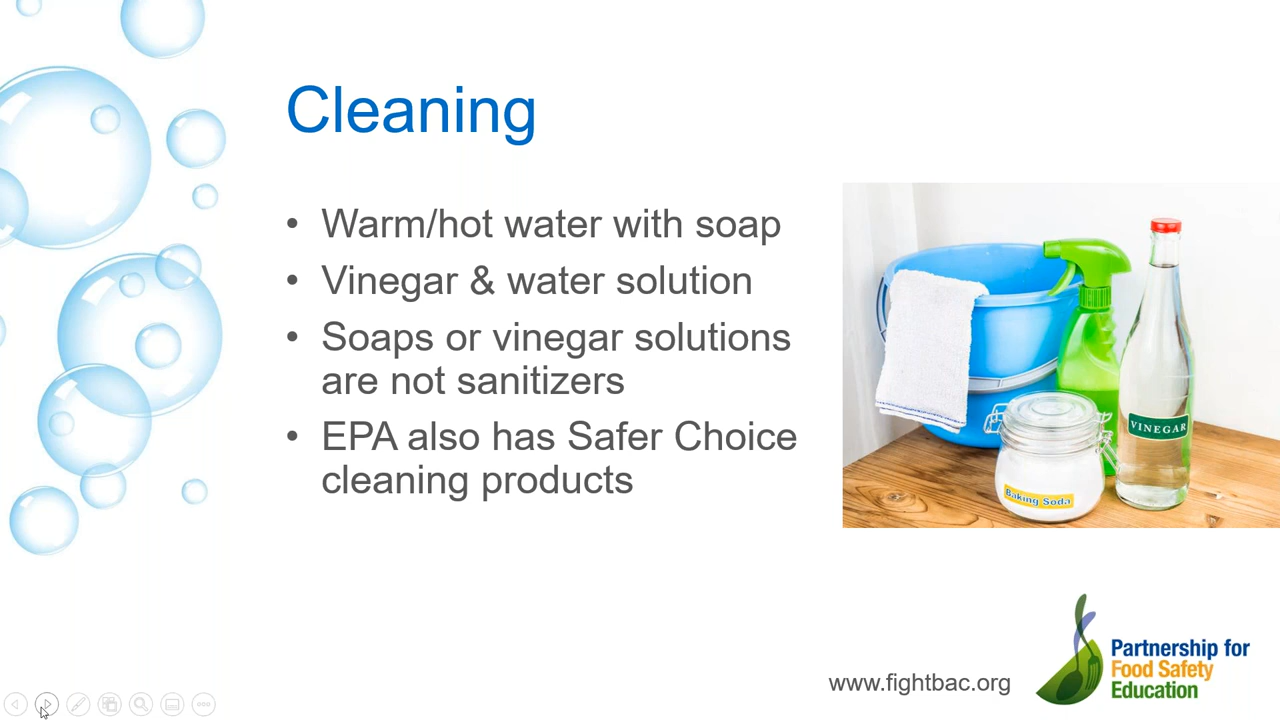 Cleaning
• Warm/hot water with soap
• Vinegar & water solution
• Soaps or vinegar solutions
are not sanitizers
• EPA also has Safer Choice
cleaning products
VINEGAR
Baking Soda
www.fightbac.org
Partnership for
Food Safety
Education